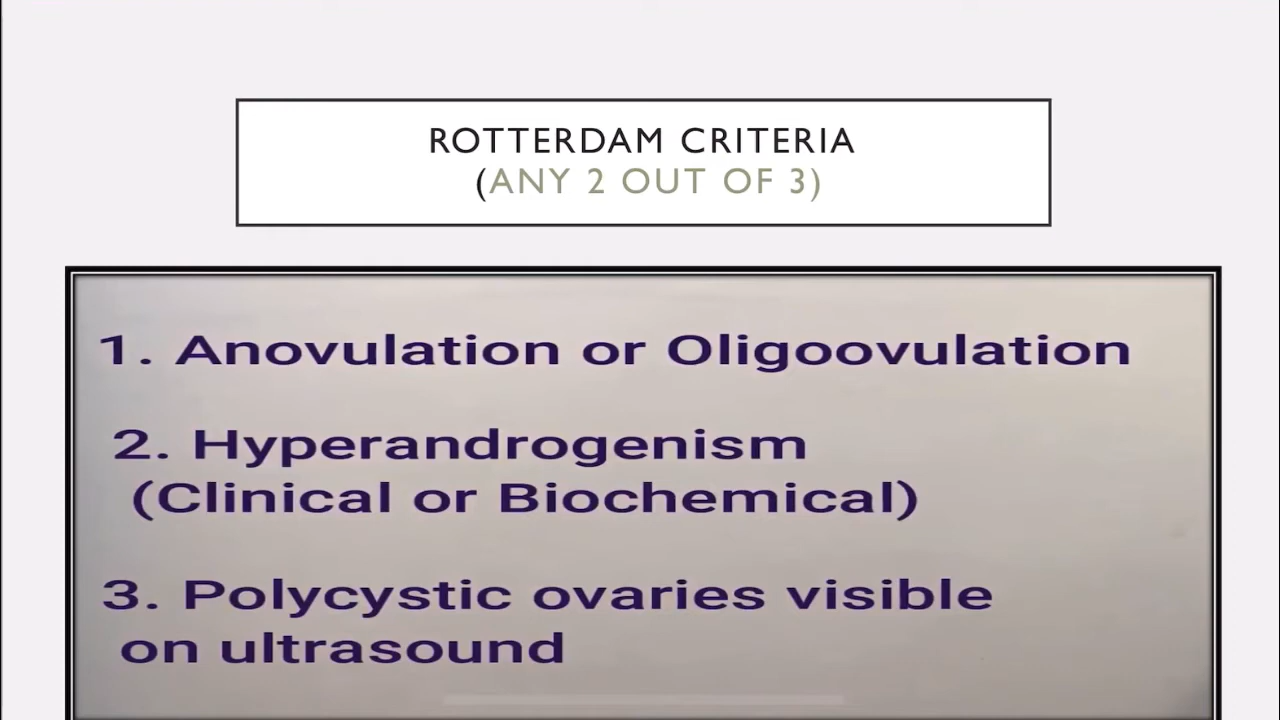 ROTTERDAM CRITERIA
(ANY 2 OUT OF 3)
1. Anovulation or Oligoovulation
2. Hyperandrogenism
(Clinical or Biochemical)
3. Polycystic ovaries visible
on ultrasound